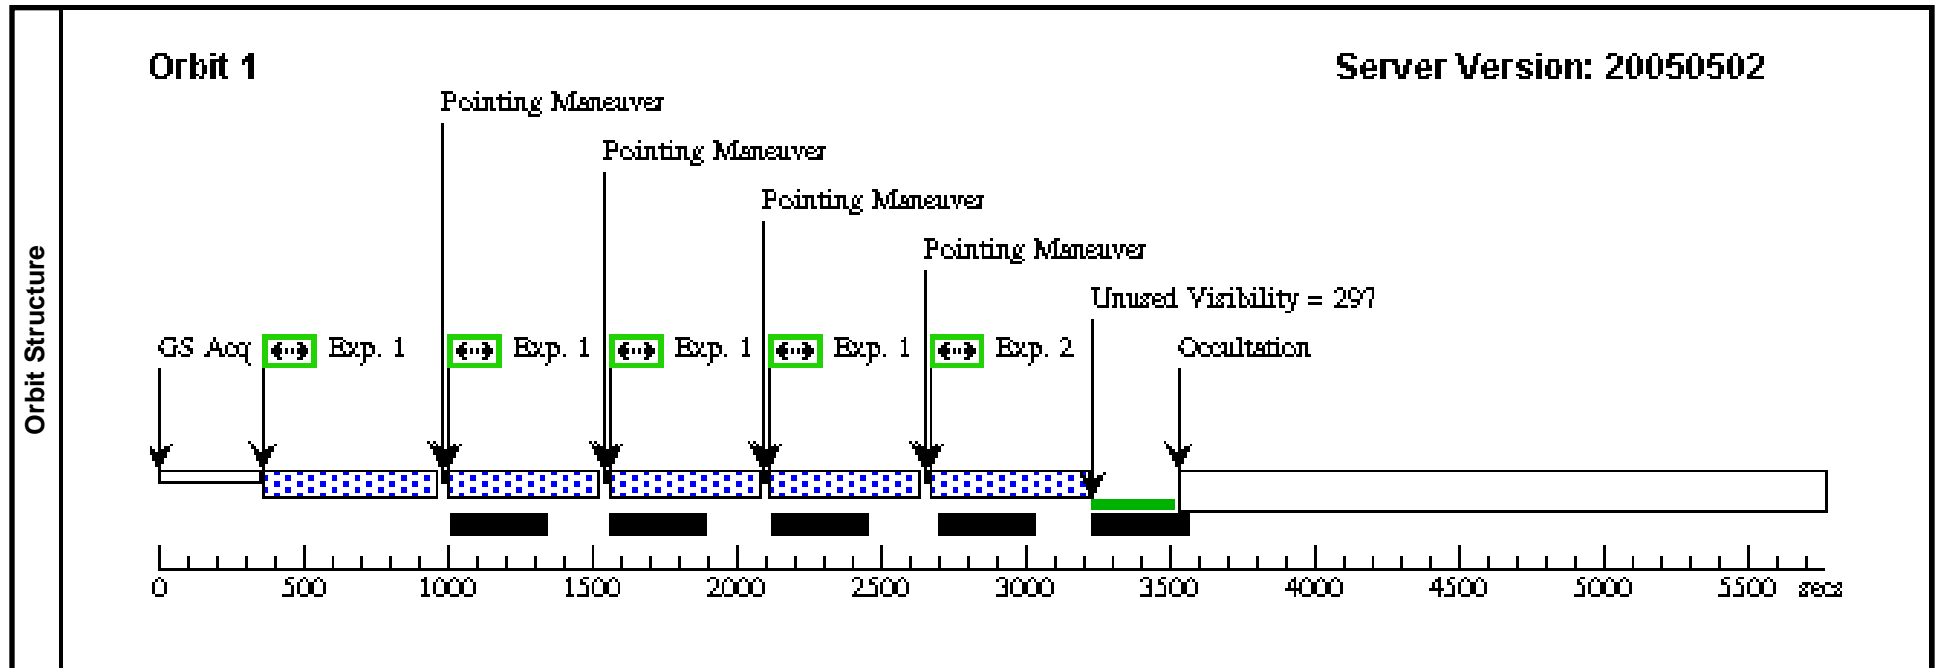 Orbit Structure
Orbit 1
Server Version: 20050502
Pointing Maneuver
Pointing Maneuver
Pointing Maneuver
Pointing Maneuver
Unused Visibility = 297
GS Acq
Exp. 1
Exp. 1
Exp. 1
Exp. 1
Exp. 2
Occultation
0 500 1000 1500 2000 2500 3000 3500 4000 4500 5000 5500 secs